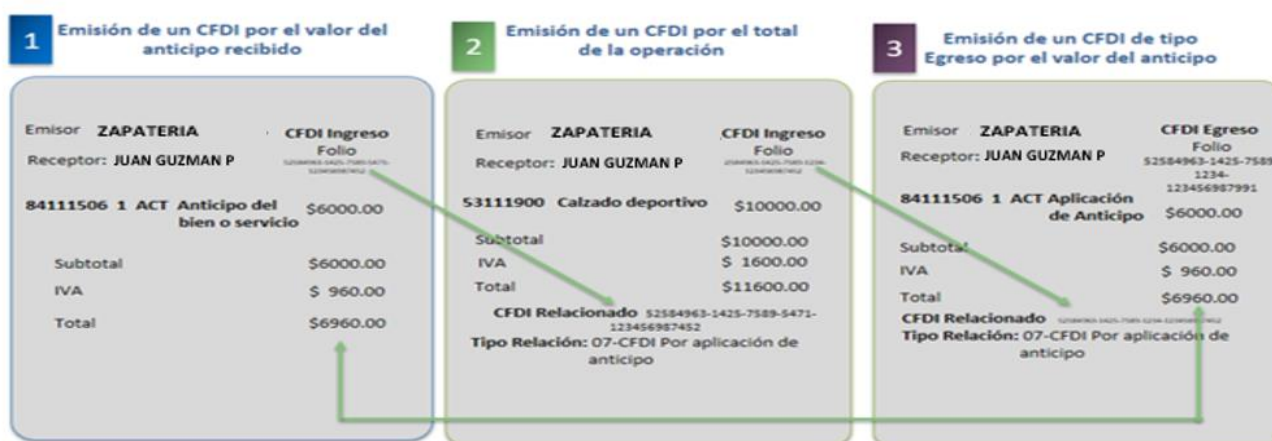 1
Emisión de un CFDI por el valor del
anticipo recibido
Emisor ZAPATERIA
CFDI Ingreso
Folio
52584963-1425-7589-5471-
123456987452
Receptor: JUAN GUZMAN P
84111506 1 ACT Anticipo del
bien o servicio
$6000.00
Subtotal $6000.00
IVA $ 960.00
Total $6960.00
2
Emisión de un CFDI por el total
de la operación
Emisor ZAPATERIA
CFDI Ingreso
Folio
Receptor: JUAN GUZMAN P
53111900 Calzado deportivo $10000.00
Subtotal $10000.00
IVA $ 1600.00
Total $11600.00
CFDI Relacionado 52584963-1425-7589-5471-
123456987452
Tipo Relación: 07-CFDI Por aplicación de
anticipo
3
Emisión de un CFDI de tipo
Egreso por el valor del anticipo
Emisor ZAPATERIA
CFDI Egreso
Folio
52584963-1425-7589
1234-
123456987991
Receptor: JUAN GUZMAN P
84111506 1 ACT Aplicación
de Anticipo
$6000.00
Subtotal $6000.00
IVA $ 960.00
Total $6960.00
CFDI Relacionado
Tipo Relación: 07-CFDI Por aplicación de
anticipo